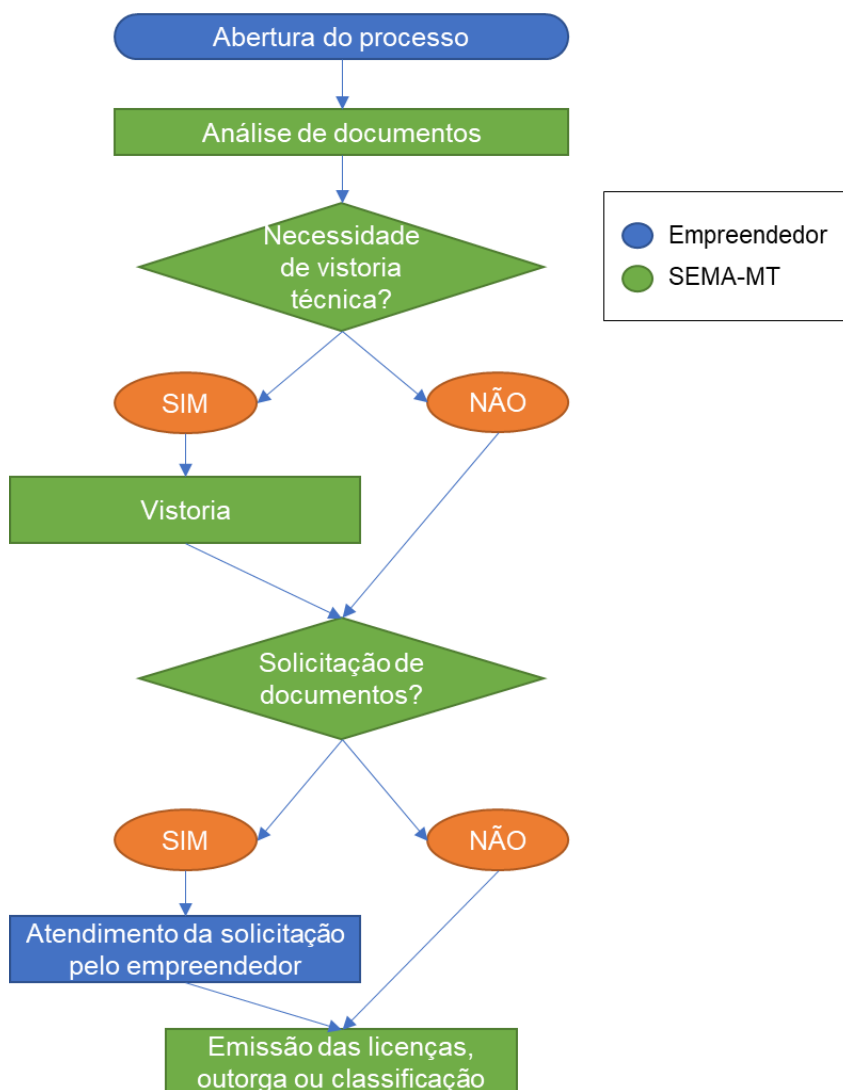 Abertura do processo
Análise de documentos
Necessidade
de vistoria
técnica?
Empreendedor
SEMA-MT
SIM
NÃO
Vistoria
Solicitação de
documentos?
SIM
NÃO
Atendimento da solicitação
pelo empreendedor
Emissão das licenças,
outorga ou classificação